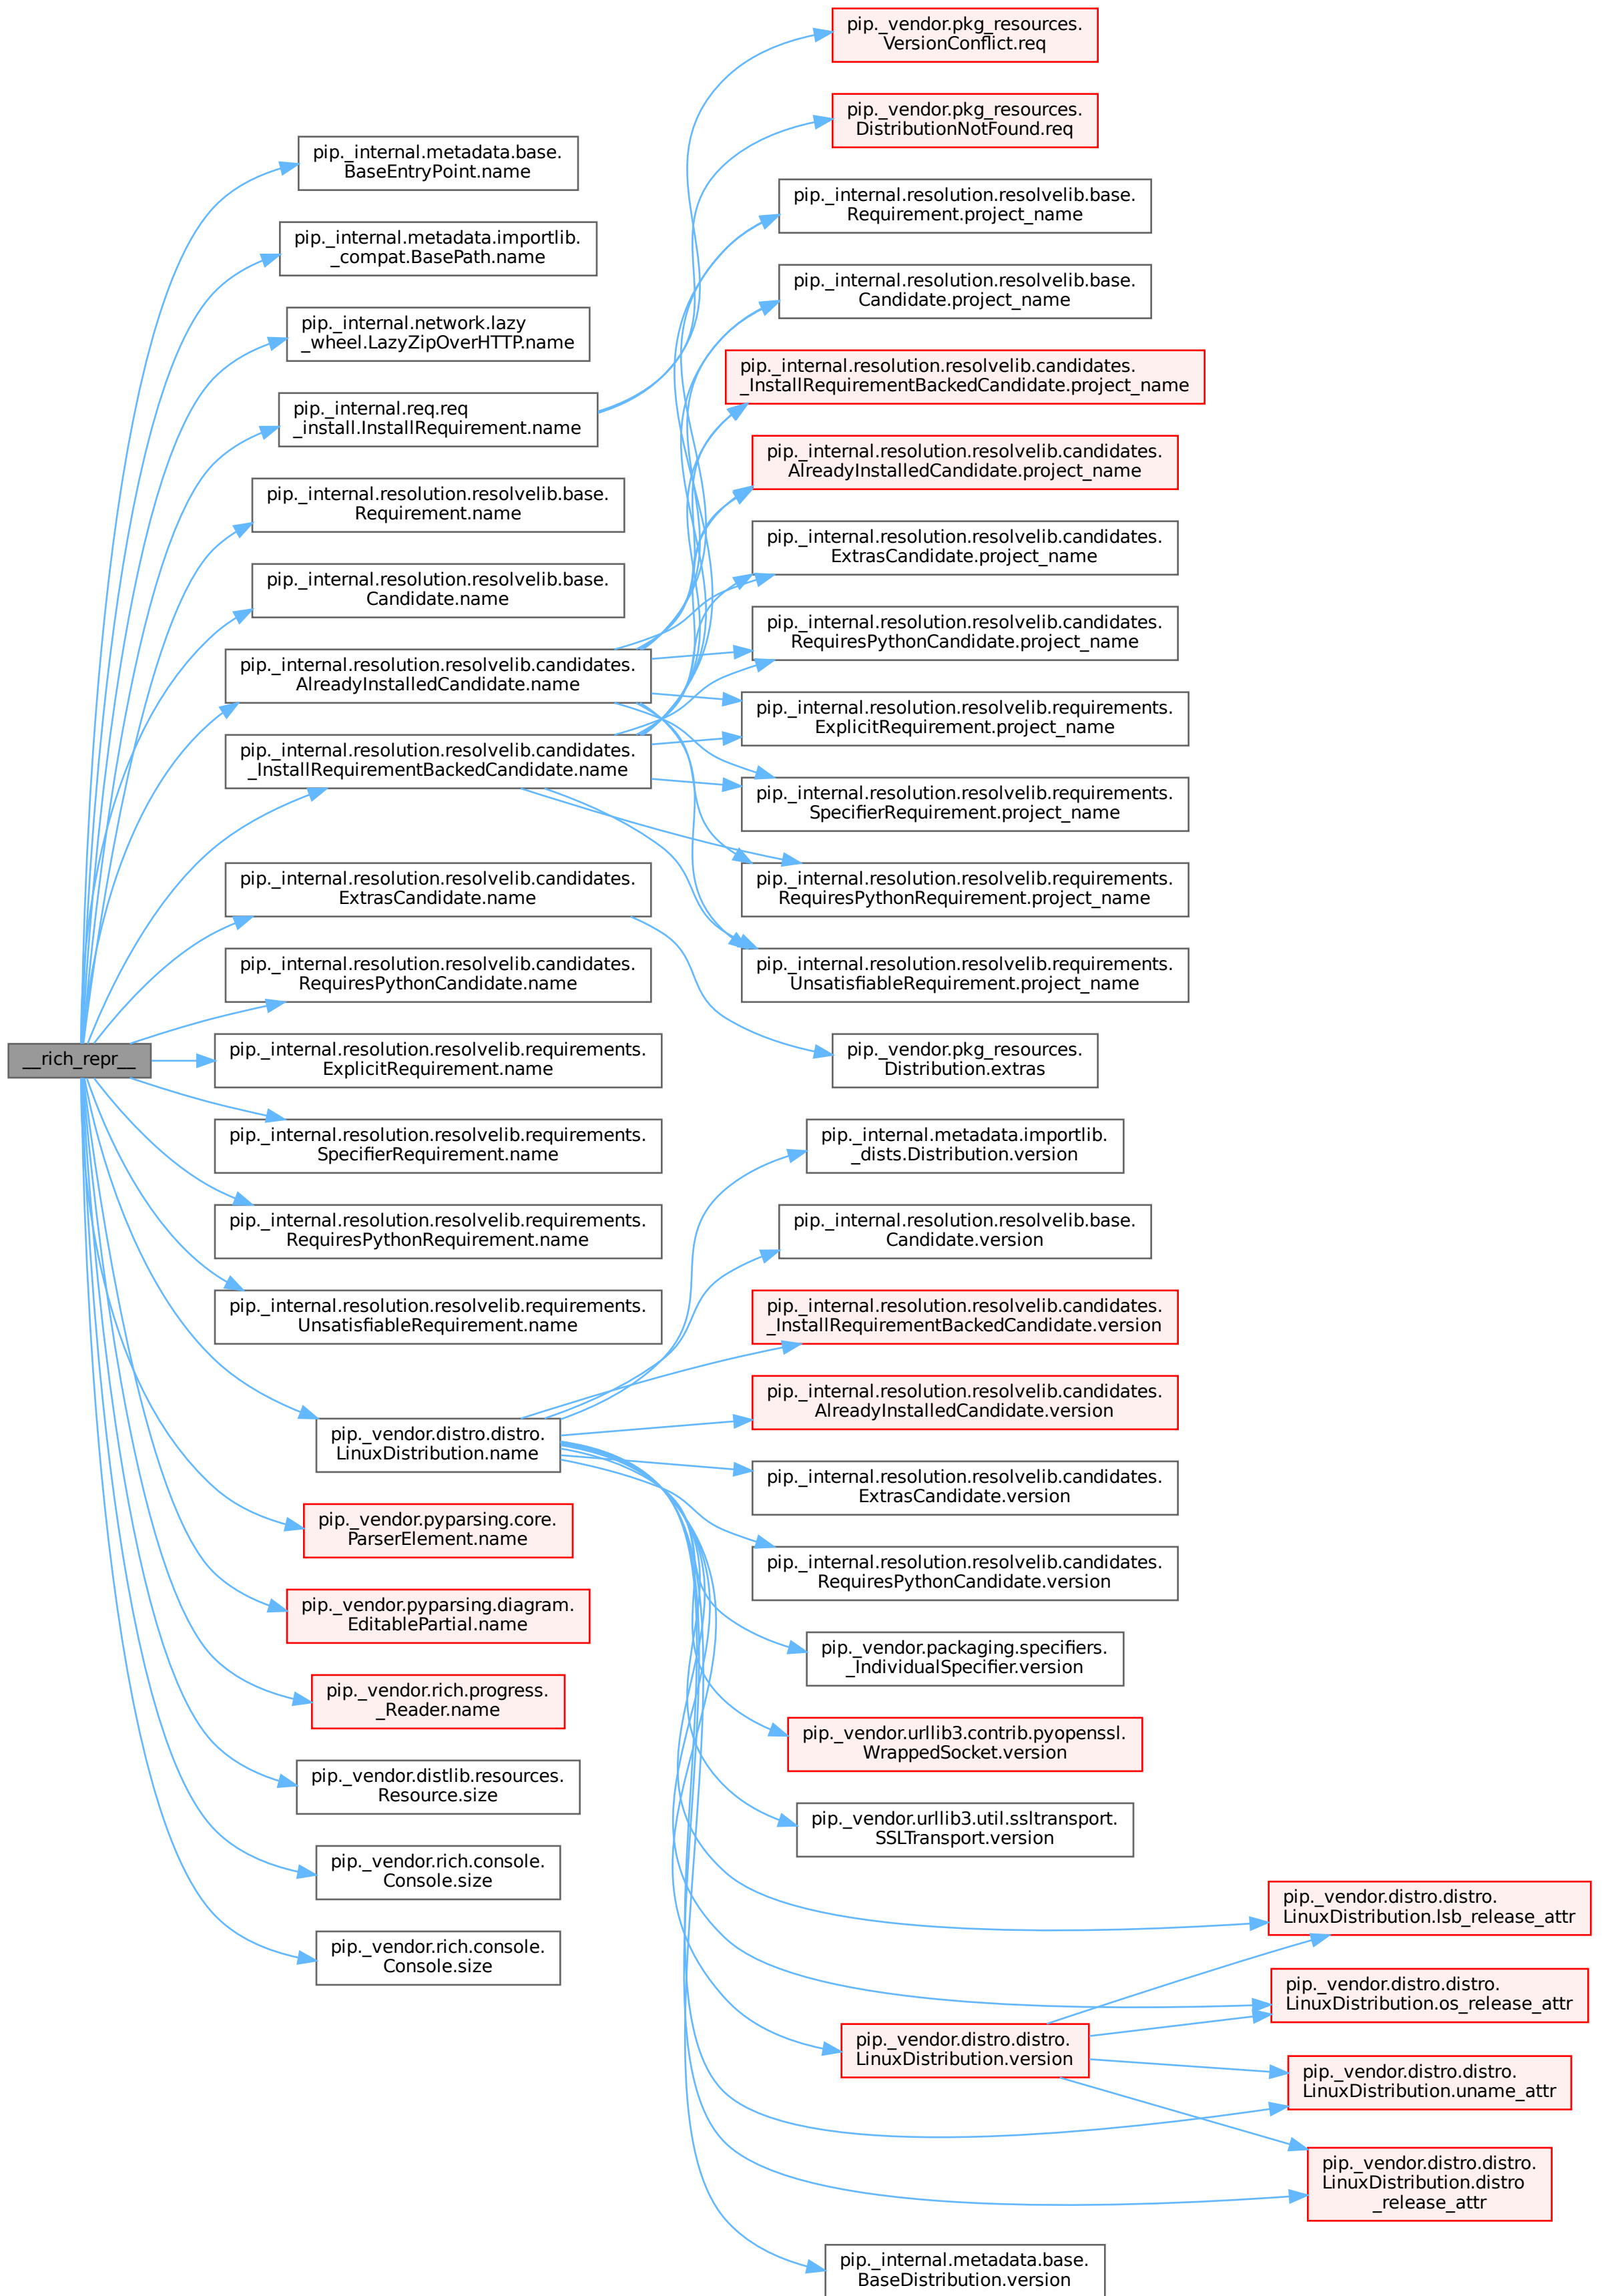 __rich_repr__
pip._internal.metadata.base.
BaseEntryPoint.name
pip._internal.metadata.importlib.
_compat.BasePath.name
pip._internal.network.lazy
_wheel.LazyZipOverHTTP.name
pip._internal.req.req
_install.InstallRequirement.name
pip._internal.resolution.resolvelib.base.
Requirement.name
pip._internal.resolution.resolvelib.base.
Candidate.name
pip._internal.resolution.resolvelib.candidates.
AlreadyInstalledCandidate.name
pip._internal.resolution.resolvelib.candidates.
_InstallRequirementBackedCandidate.name
pip._internal.resolution.resolvelib.candidates.
ExtrasCandidate.name
pip._internal.resolution.resolvelib.candidates.
RequiresPythonCandidate.name
pip._internal.resolution.resolvelib.requirements.
ExplicitRequirement.name
pip._internal.resolution.resolvelib.requirements.
SpecifierRequirement.name
pip._internal.resolution.resolvelib.requirements.
RequiresPythonRequirement.name
pip._internal.resolution.resolvelib.requirements.
UnsatisfiableRequirement.name
pip._vendor.distro.distro.
LinuxDistribution.name
pip._vendor.pyparsing.core.
ParserElement.name
pip._vendor.pyparsing.diagram.
EditablePartial.name
pip._vendor.rich.progress.
_Reader.name
pip._vendor.distlib.resources.
Resource.size
pip._vendor.rich.console.
Console.size
pip._vendor.rich.console.
Console.size
pip._vendor.pkg_resources.
VersionConflict.req
pip._vendor.pkg_resources.
DistributionNotFound.req
pip._internal.resolution.resolvelib.base.
Requirement.project_name
pip._internal.resolution.resolvelib.base.
Candidate.project_name
pip._internal.resolution.resolvelib.candidates.
_InstallRequirementBackedCandidate.project_name
pip._internal.resolution.resolvelib.candidates.
AlreadyInstalledCandidate.project_name
pip._internal.resolution.resolvelib.candidates.
ExtrasCandidate.project_name
pip._internal.resolution.resolvelib.candidates.
RequiresPythonCandidate.project_name
pip._internal.resolution.resolvelib.requirements.
ExplicitRequirement.project_name
pip._internal.resolution.resolvelib.requirements.
SpecifierRequirement.project_name
pip._internal.resolution.resolvelib.requirements.
RequiresPythonRequirement.project_name
pip._internal.resolution.resolvelib.requirements.
UnsatisfiableRequirement.project_name
pip._vendor.pkg_resources.
Distribution.extras
pip._internal.metadata.importlib.
_dists.Distribution.version
pip._internal.resolution.resolvelib.base.
Candidate.version
pip._internal.resolution.resolvelib.candidates.
_InstallRequirementBackedCandidate.version
pip._internal.resolution.resolvelib.candidates.
AlreadyInstalledCandidate.version
pip._internal.resolution.resolvelib.candidates.
ExtrasCandidate.version
pip._internal.resolution.resolvelib.candidates.
RequiresPythonCandidate.version
pip._vendor.packaging.specifiers.
_IndividualSpecifier.version
pip._vendor.urllib3.contrib.pyopenssl.
WrappedSocket.version
pip._vendor.urllib3.util.ssltransport.
SSLTransport.version
pip._vendor.distro.distro.
LinuxDistribution.version
pip._internal.metadata.base.
BaseDistribution.version
pip._vendor.distro.distro.
LinuxDistribution.lsb_release_attr
pip._vendor.distro.distro.
LinuxDistribution.os_release_attr
pip._vendor.distro.distro.
LinuxDistribution.uname_attr
pip._vendor.distro.distro.
LinuxDistribution.distro
_release_attr